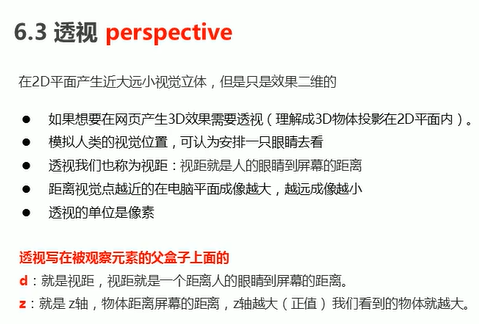 6.3 透视 perspective
在2D平面产生近大远小视觉立体，但是只是效果二维的
● 如果想要在网页产生3D效果需要透视（理解成3D物体投影在2D平面内）。
● 模拟人类的视觉位置，可认为安排一只眼睛去看
● 透视我们也称为视距：视距就是人的眼睛到屏幕的距离
● 距离视觉点越近的在电脑平面成像越大，越远成像越小
● 透视的单位是像素
透视写在被观察元素的父盒子上面的
d：就是视距，视距就是一个距离人的眼睛到屏幕的距离。
z：就是 z轴，物体距离屏幕的距离，z轴越大（正值） 我们看到的物体就越大。